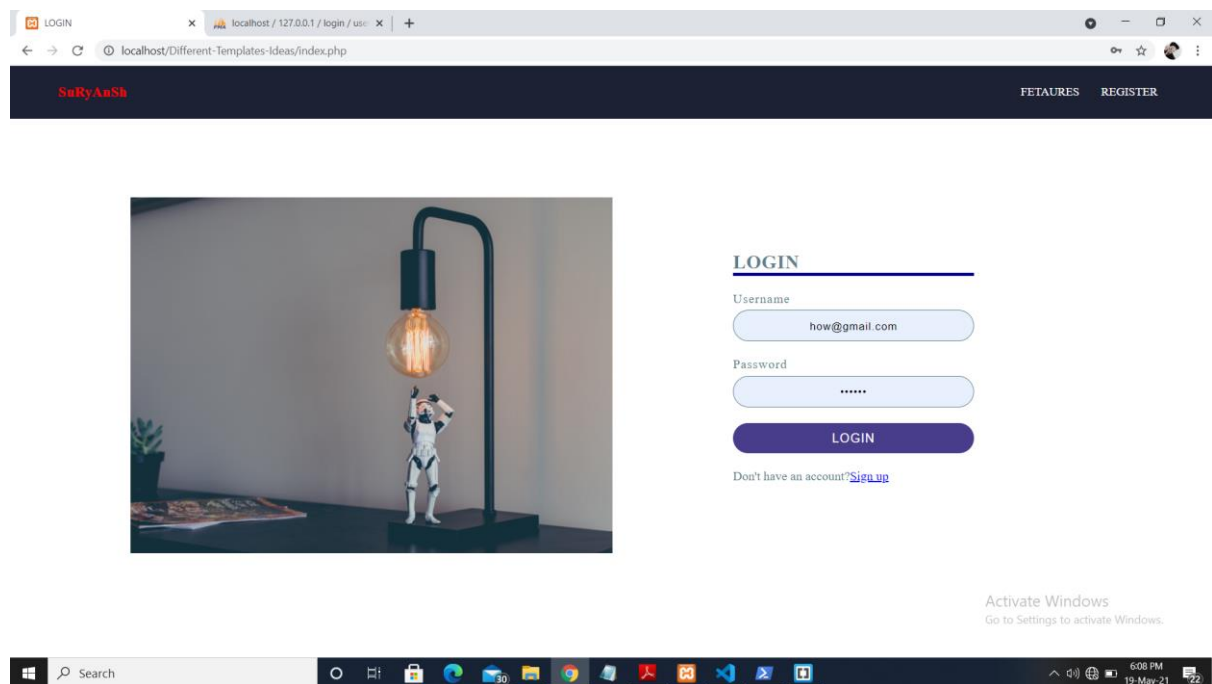 LOGIN
localhost / 127.0.0.1 / login / use
localhost/Different-Templates-Ideas/index.php
SuRyAnSh
FETAURES REGISTER
LOGIN
Username
how@gmail.com
Password
••••••
LOGIN
Don't have an account?Sign up
Activate Windows
Go to Settings to activate Windows.
Search
30
6:08 PM
19-May-21
22